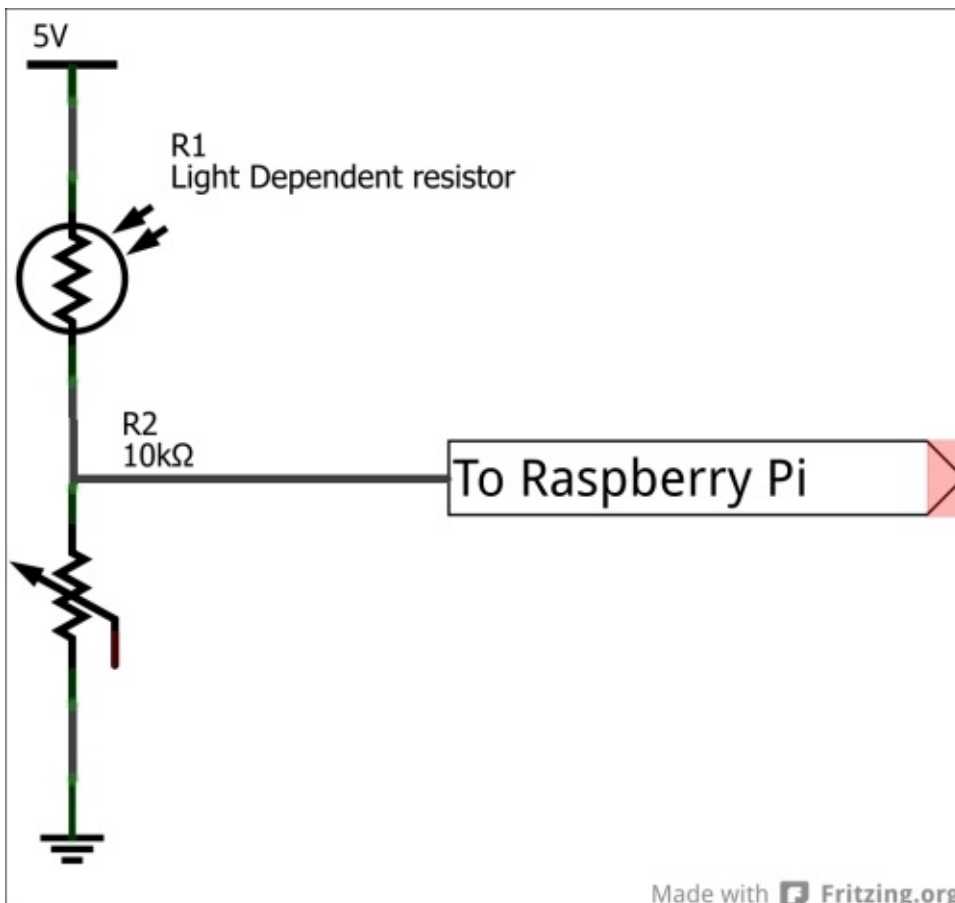 5V
R1
Light Dependent resistor
R2
10kΩ
To Raspberry Pi
Made with Fritzing.org